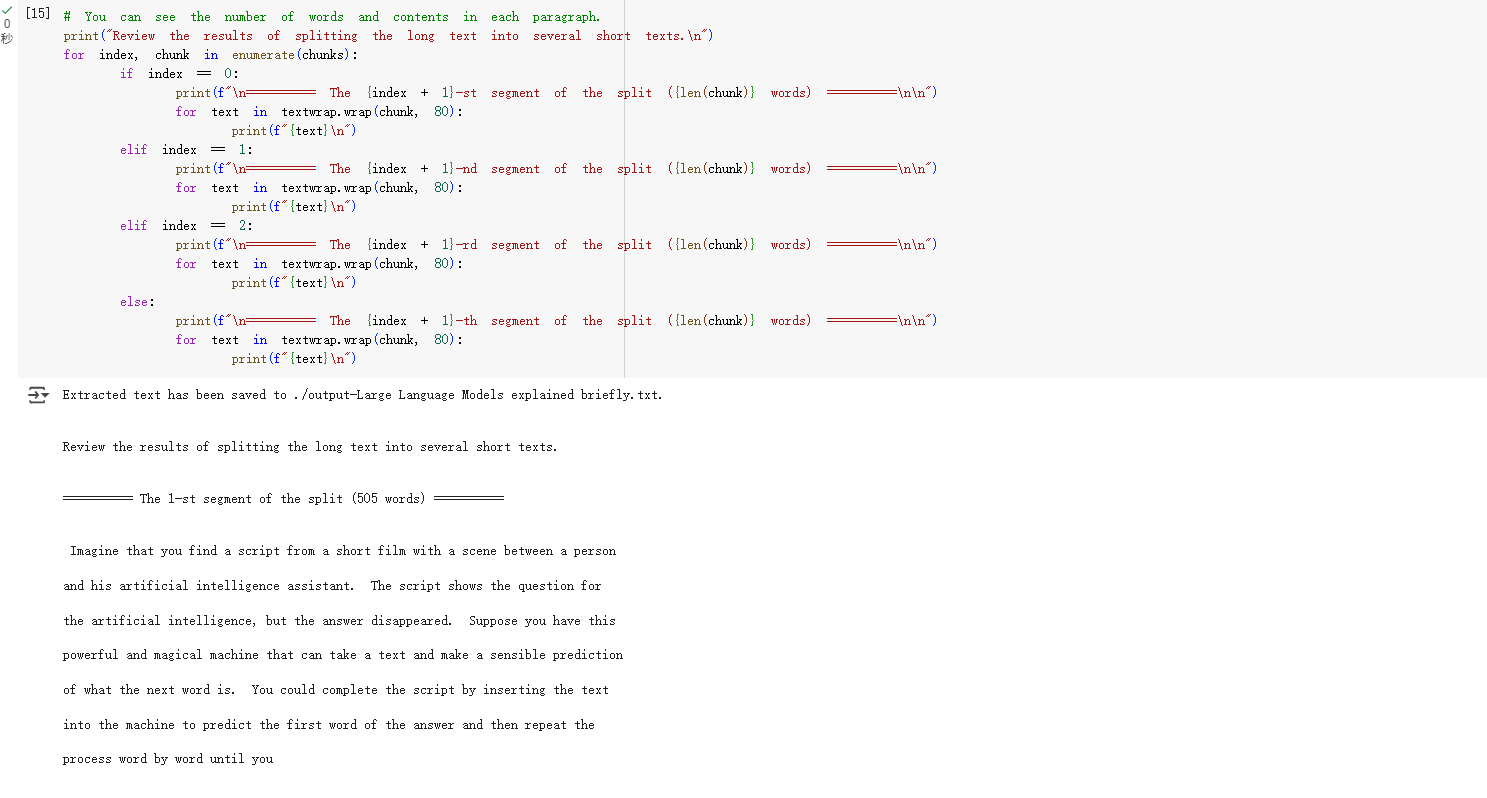 [15] # You can see the number of words and contents in each paragraph.
0 print("Review the results of splitting the long text into several short texts.\n")
秒 for index, chunk in enumerate(chunks):
if index == 0:
print(f"\n========== The {index + 1}-st segment of the split ({len(chunk)} words) ==========\n\n")
for text in textwrap.wrap(chunk, 80):
print(f"{text}\n")
elif index == 1:
print(f"\n========== The {index + 1}-nd segment of the split ({len(chunk)} words) ==========\n\n")
for text in textwrap.wrap(chunk, 80):
print(f"{text}\n")
elif index == 2:
print(f"\n========== The {index + 1}-rd segment of the split ({len(chunk)} words) ==========\n\n")
for text in textwrap.wrap(chunk, 80):
print(f"{text}\n")
else:
print(f"\n========== The {index + 1}-th segment of the split ({len(chunk)} words) ==========\n\n")
for text in textwrap.wrap(chunk, 80):
print(f"{text}\n")
Extracted text has been saved to ./output-Large Language Models explained briefly.txt.
Review the results of splitting the long text into several short texts.
========== The 1-st segment of the split (505 words) ==========
Imagine that you find a script from a short film with a scene between a person
and his artificial intelligence assistant. The script shows the question for
the artificial intelligence, but the answer disappeared. Suppose you have this
powerful and magical machine that can take a text and make a sensible prediction
of what the next word is. You could complete the script by inserting the text
into the machine to predict the first word of the answer and then repeat the
process word by word until you